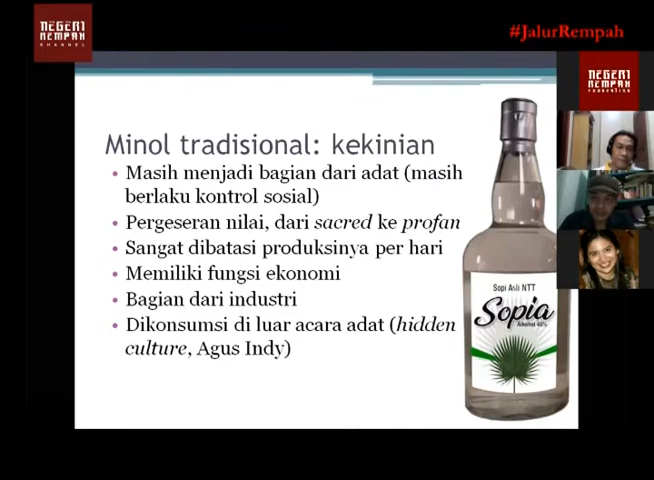 NEGERI
REMPAH
CHANNEL
#JalurRempah
NEGERI
REMPAH
FOUNDATION
Minol tradisional: kekinian
• Masih menjadi bagian dari adat (masih
berlaku kontrol sosial)
• Pergeseran nilai, dari sacred ke profan
• Sangat dibatasi produksinya per hari
• Memiliki fungsi ekonomi
• Bagian dari industri
• Dikonsumsi di luar acara adat (hidden
culture, Agus Indy)
Sopi Asli NTT
Sopia
Alkohol 40%